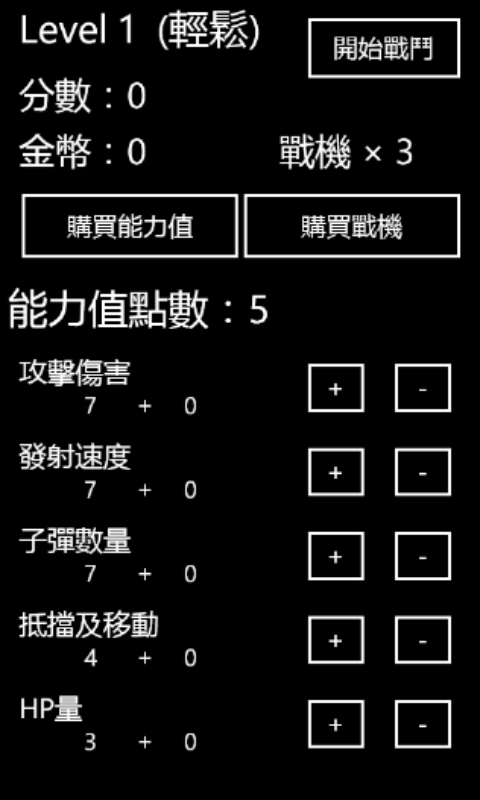 Level 1 (輕鬆)
開始戰鬥
分數：0
金幣：0
戰機 × 3
購買能力值
購買戰機
能力值點數：5
攻擊傷害
7 + 0
+ -
發射速度
7 + 0
+ -
子彈數量
7 + 0
+ -
抵擋及移動
4 + 0
+ -
HP量
3 + 0
+ -